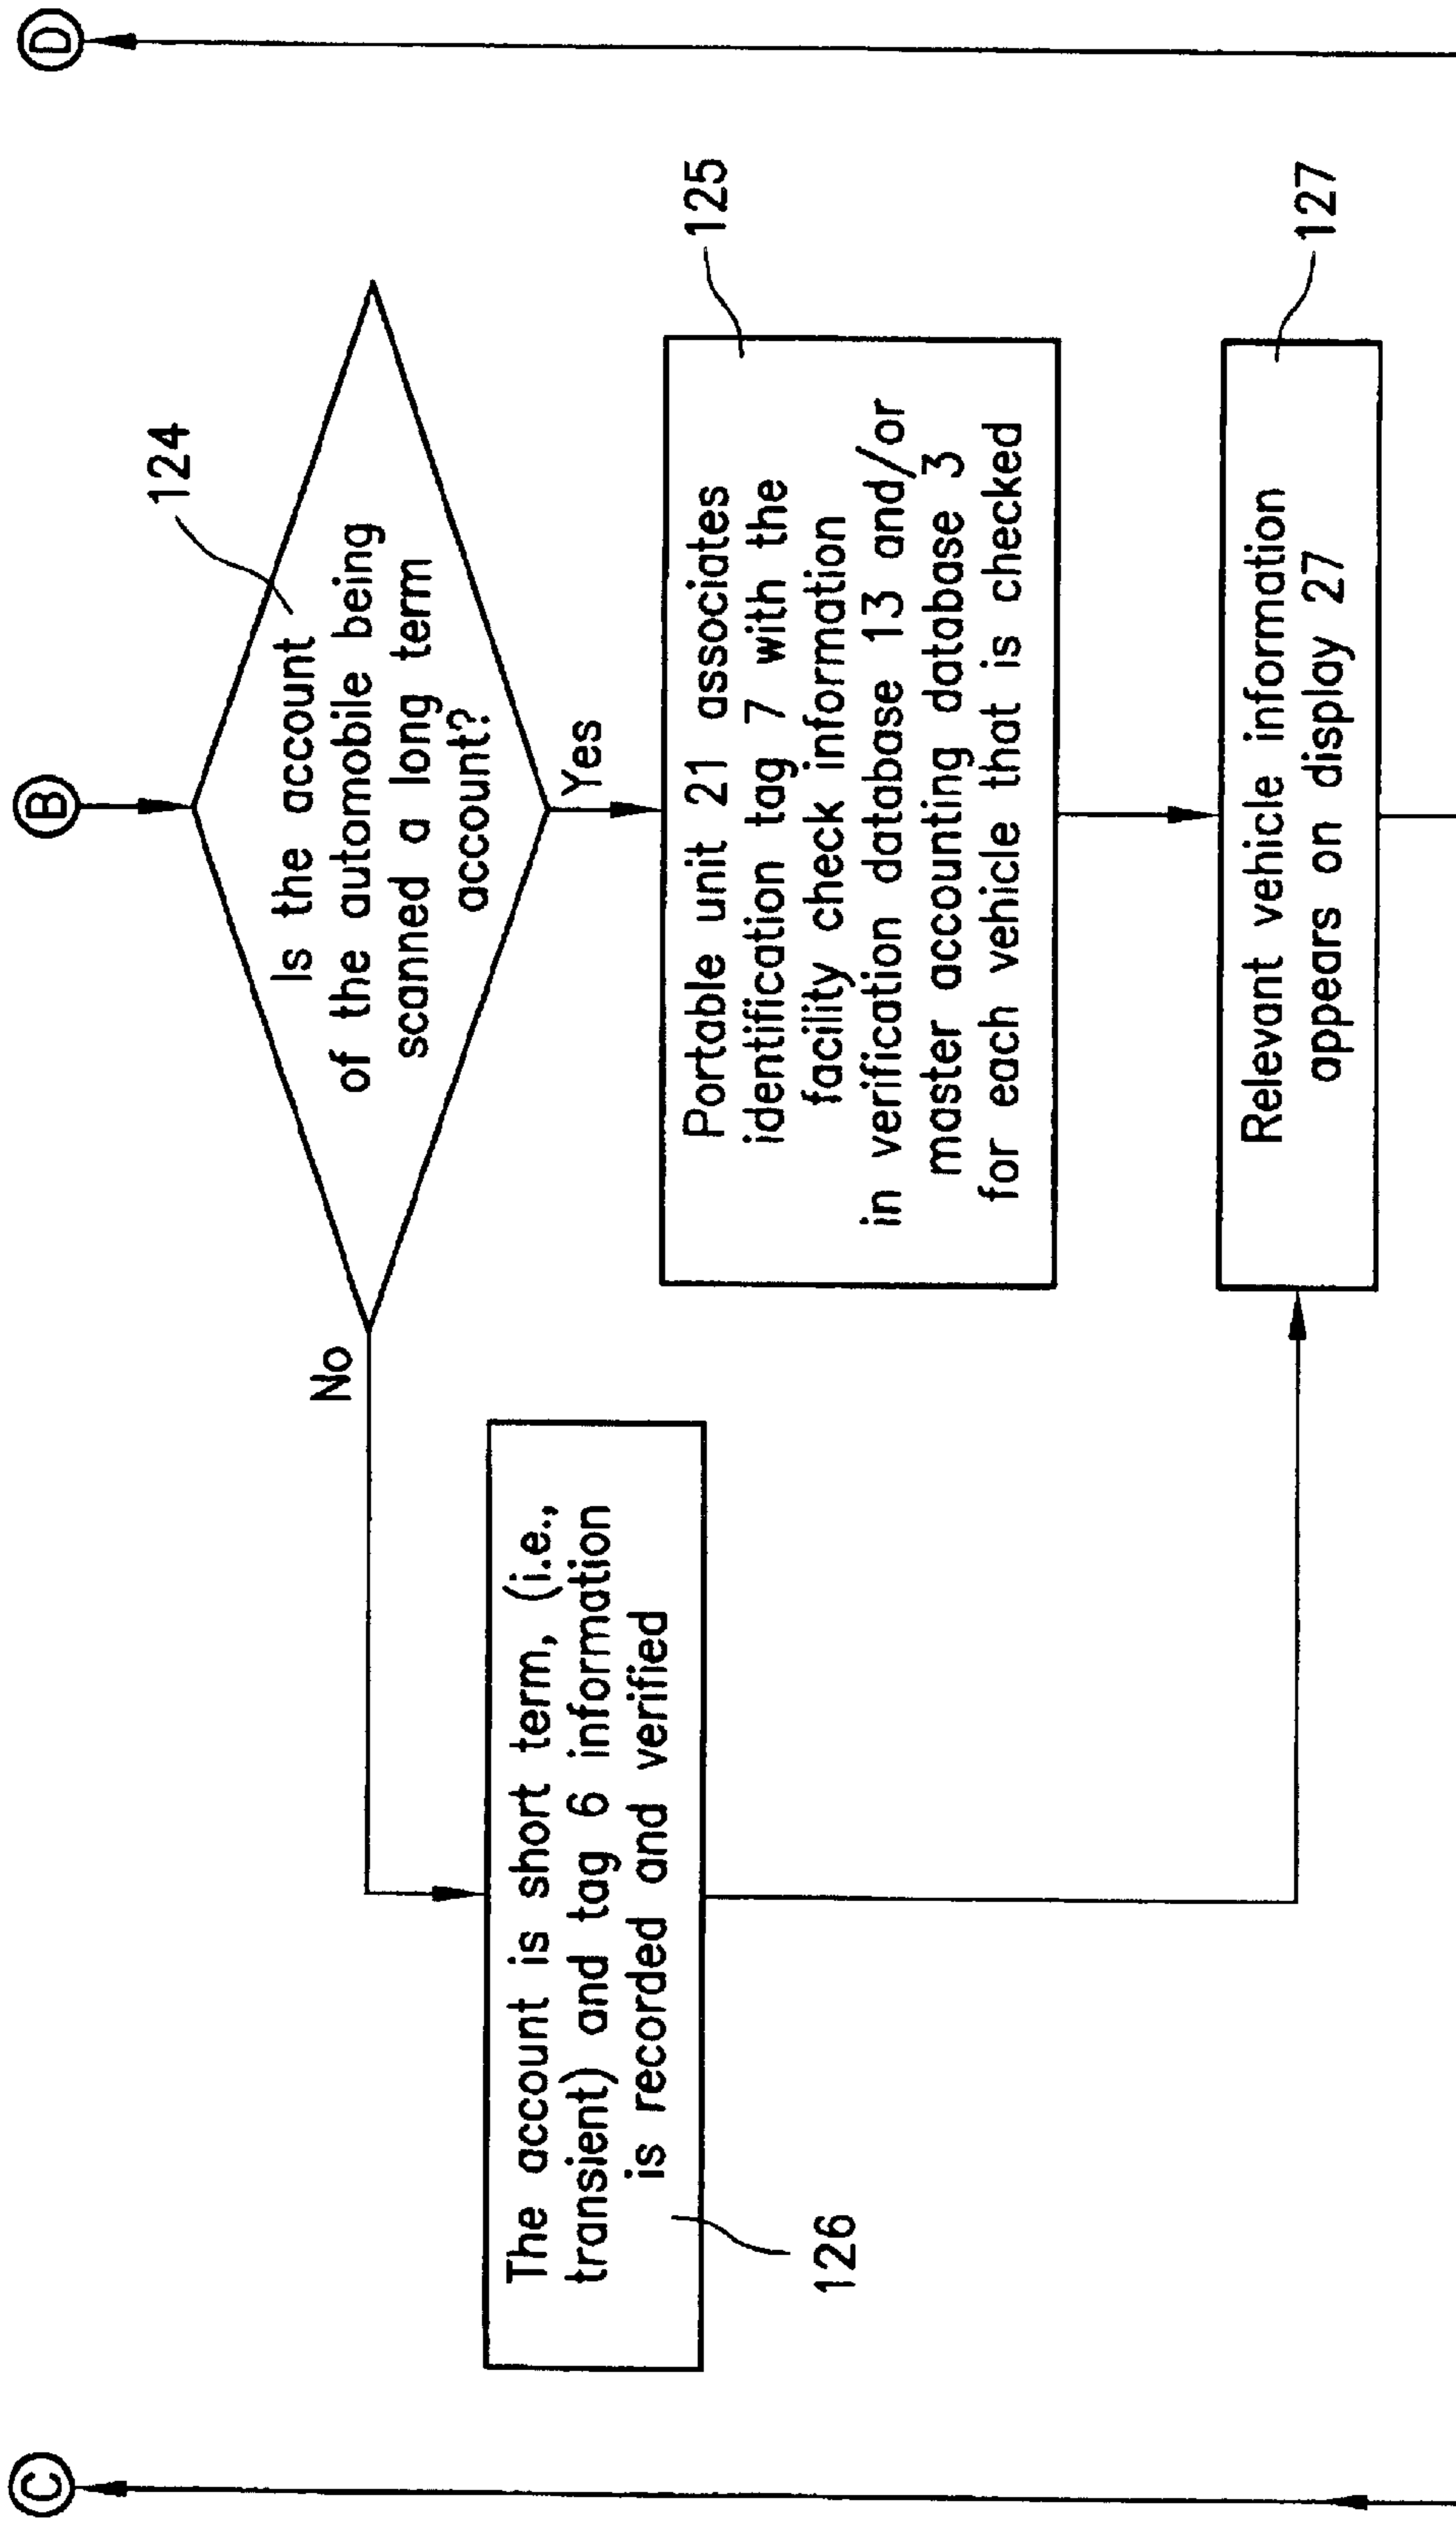 C
B
D
124
Is the account
of the automobile being
scanned a long term
account?
No
Yes
The account is short term, (i.e.,
transient) and tag 6 information
is recorded and verified
126
125
Portable unit 21 associates
identification tag 7 with the
facility check information
in verification database 13 and/or
master accounting database 3
for each vehicle that is checked
127
Relevant vehicle information
appears on display 27